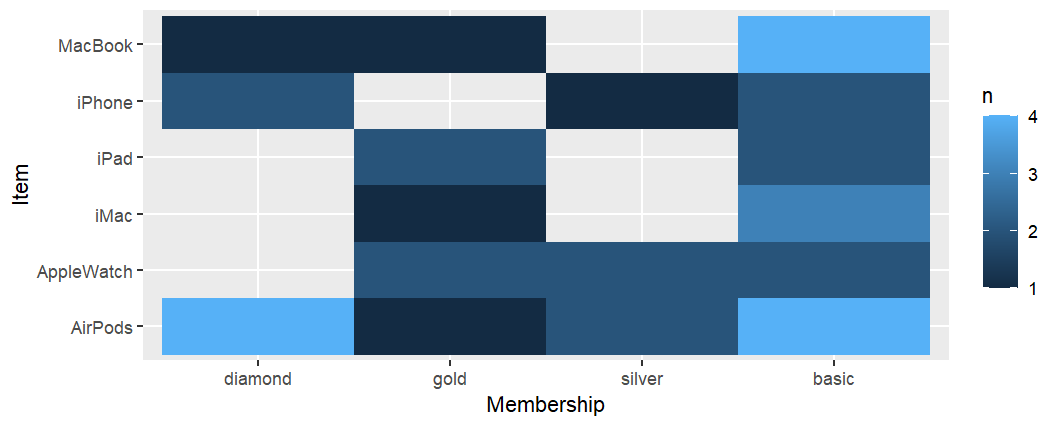 MacBook
iPhone
iPad
iMac
AppleWatch
AirPods
Item
diamond gold silver basic
Membership
n
4
3
2
1